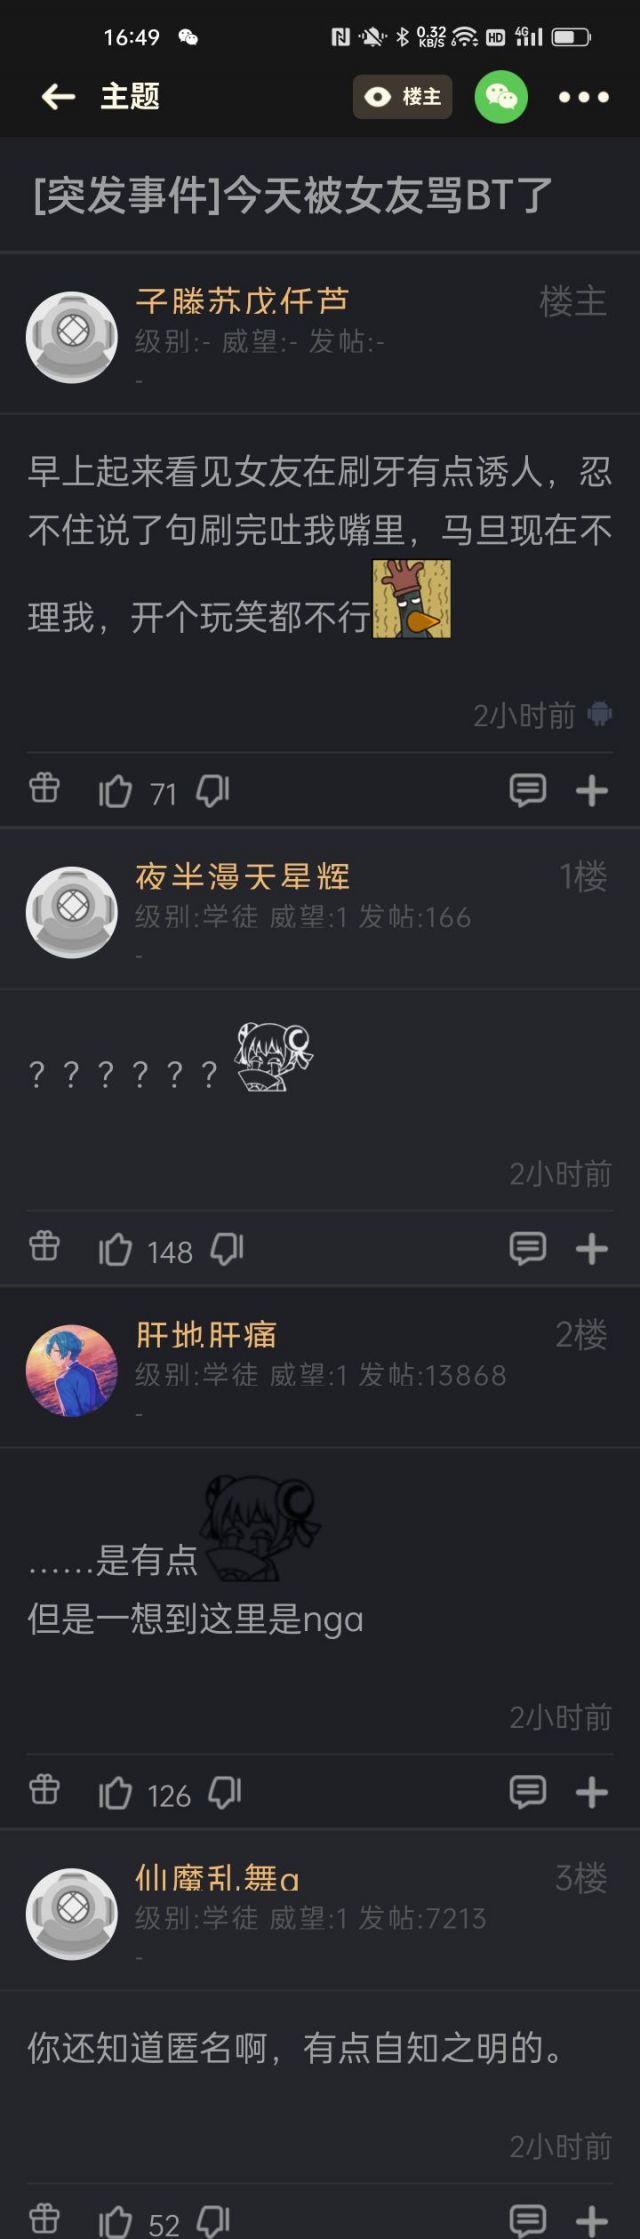 16:49
0.32 KB/S HD 4G
主题
楼主
[突发事件]今天被女友骂BT了
子滕苏戊仟芦
楼主
级别:- 威望:- 发帖:-
-
早上起来看见女友在刷牙有点诱人，忍
不住说了句刷完吐我嘴里，马旦现在不
理我，开个玩笑都不行
2小时前
71
夜半漫天星辉
1楼
级别:学徒 威望:1 发帖:166
-
？？？？？？
2小时前
148
肝地肝痛
2楼
级别:学徒 威望:1 发帖:13868
-
......是有点
但是一想到这里是nga
2小时前
126
仙魔乱舞a
3楼
级别:学徒 威望:1 发帖:7213
-
你还知道匿名啊，有点自知之明的。
2小时前
52